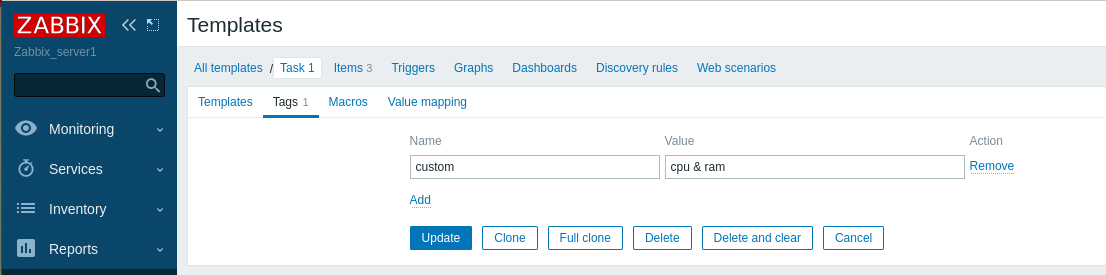 ZABBIX
Zabbix_server1
Monitoring
Services
Inventory
Reports
Templates
All templates / Task 1 Items 3 Triggers Graphs Dashboards Discovery rules Web scenarios
Templates Tags 1 Macros Value mapping
Name Value Action
custom cpu & ram Remove
Add
Update Clone Full clone Delete Delete and clear Cancel